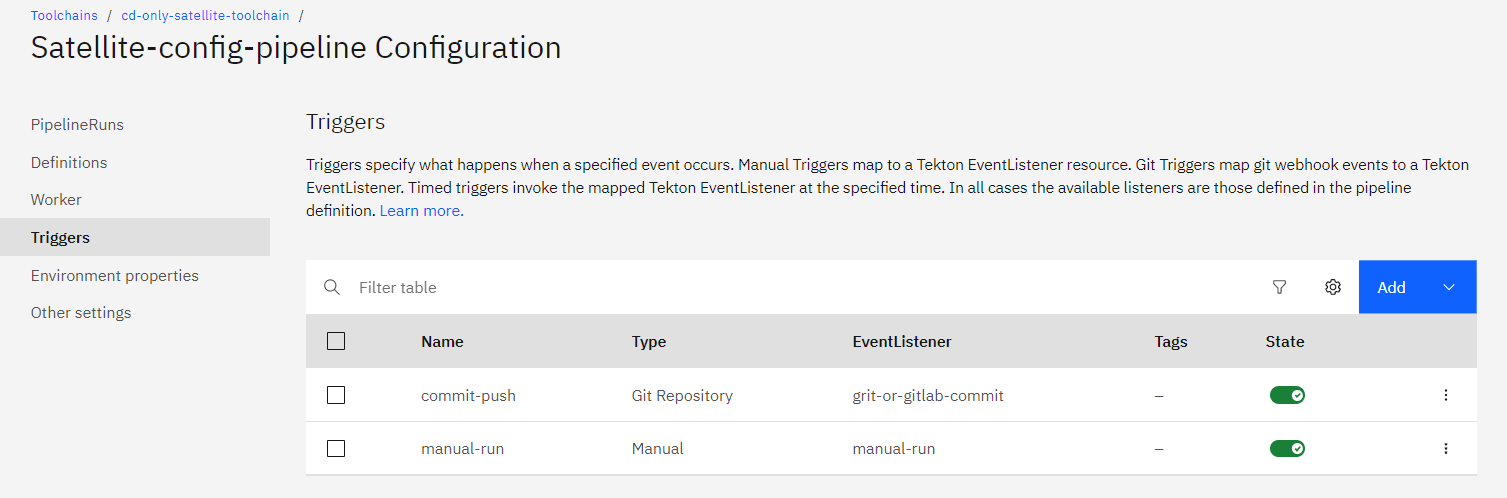 Toolchains / cd-only-satellite-toolchain /
Satellite-config-pipeline Configuration
PipelineRuns
Definitions
Worker
Triggers
Environment properties
Other settings
Triggers
Triggers specify what happens when a specified event occurs. Manual Triggers map to a Tekton EventListener resource. Git Triggers map git webhook events to a Tekton
EventListener. Timed triggers invoke the mapped Tekton EventListener at the specified time. In all cases the available listeners are those defined in the pipeline
definition. Learn more.
Filter table Add
Name Type EventListener Tags State
commit-push Git Repository grit-or-gitlab-commit –
manual-run Manual manual-run –